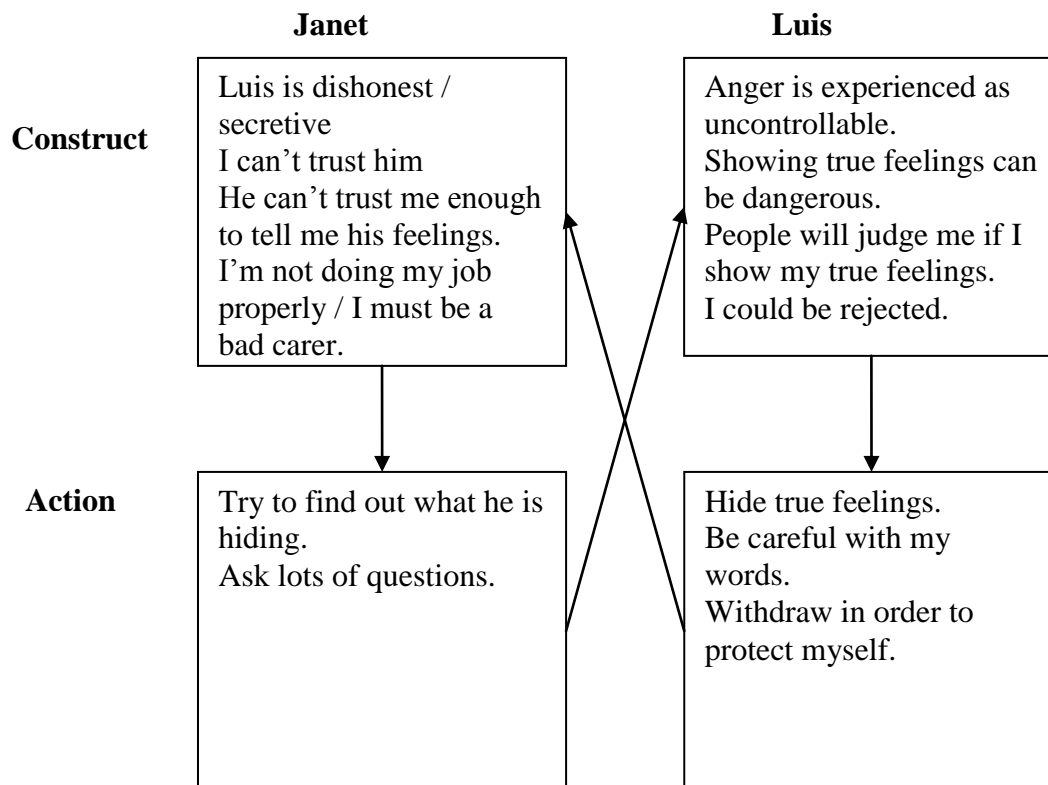 Janet
Luis
Construct
Luis is dishonest /
secretive
I can’t trust him
He can’t trust me enough
to tell me his feelings.
I’m not doing my job
properly / I must be a
bad carer.
Anger is experienced as
uncontrollable.
Showing true feelings can
be dangerous.
People will judge me if I
show my true feelings.
I could be rejected.
Action
Try to find out what he is
hiding.
Ask lots of questions.
Hide true feelings.
Be careful with my
words.
Withdraw in order to
protect myself.